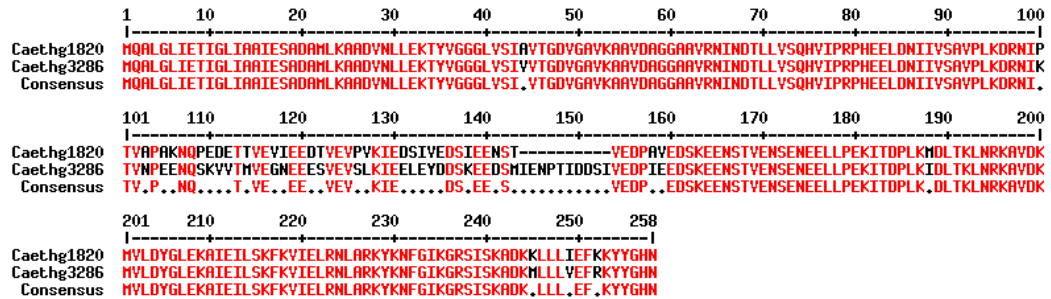 1 10 20 30 40 50 60 70 80 90 100
|--------+---------+---------+---------+---------+---------+---------+---------+---------+---------|
Caethg1820 MQALGLIETIGLIAAIESADAMLKAADVNLLEKTYVGGGLVSIAVTGDVGAVKAAVDAGGAAVRNINDTLLVSQHVIPRPHEELDNIIVSAVPLKDRNIP
Caethg3286 MQALGLIETIGLIAAIESADAMLKAADVNLLEKTYVGGGLVSIVVTGDVGAVKAAVDAGGAAVRNINDTLLVSQHVIPRPHEELDNIIVSAVPLKDRNIK
Consensus MQALGLIETIGLIAAIESADAMLKAADVNLLEKTYVGGGLVSI.VTGDVGAVKAAVDAGGAAVRNINDTLLVSQHVIPRPHEELDNIIVSAVPLKDRNI.
101 110 120 130 140 150 160 170 180 190 200
|--------+---------+---------+---------+---------+---------+---------+---------+---------+---------|
Caethg1820 TVAPAKNQPEDETTVEVIEEDTVEVPVKIEDSIVEDSIEENST----------VEDPAVEDSKEENSTVENSENEELLPEKITDPLKMDLTKLNRKAVDK
Caethg3286 TVNPEENQSKVVTMVEGNEEESVEVSLKIEELEYDDSKEEDSMIENPTIDDSIVEDPIEEDSKEENSTVENSENEELLPEKITDPLKIDLTKLNRKAVDK
Consensus TV.P..NQ....T.VE..EE..VEV..KIE.....DS.EE.S...........VEDP..EDSKEENSTVENSENEELLPEKITDPLK.DLTKLNRKAVDK
201 210 220 230 240 250 258
|--------+---------+---------+---------+---------+--------|
Caethg1820 MVLDYGLEKAIEILSKFKVIELRNLARKYKNFGIKGRSISKADKKLLLIEFKKYYGHN
Caethg3286 MVLDYGLEKAIEILSKFKVIELRNLARKYKNFGIKGRSISKADKMLLLVEFRKYYGHN
Consensus MVLDYGLEKAIEILSKFKVIELRNLARKYKNFGIKGRSISKADK.LLL.EF.KYYGHN